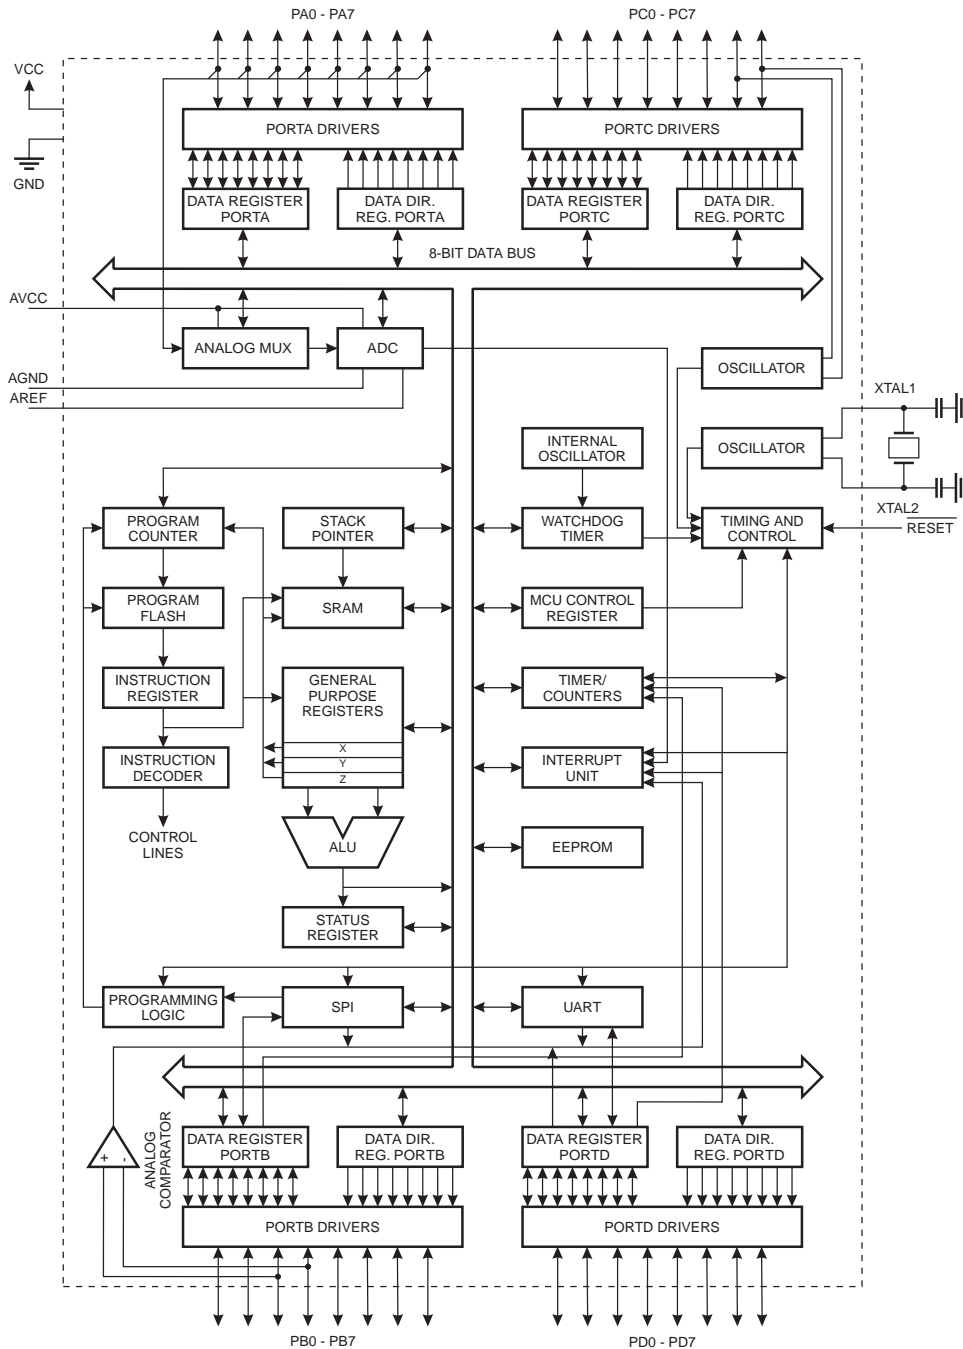 PA0 - PA7
PC0 - PC7
VCC
GND
PORTA DRIVERS
PORTC DRIVERS
DATA REGISTER
PORTA
DATA DIR.
REG. PORTA
DATA REGISTER
PORTC
DATA DIR.
REG. PORTC
8-BIT DATA BUS
AVCC
ANALOG MUX
ADC
AGND
AREF
OSCILLATOR
XTAL1
OSCILLATOR
XTAL2
RESET
INTERNAL
OSCILLATOR
PROGRAM
COUNTER
STACK
POINTER
WATCHDOG
TIMER
TIMING AND
CONTROL
PROGRAM
FLASH
SRAM
MCU CONTROL
REGISTER
INSTRUCTION
REGISTER
GENERAL
PURPOSE
REGISTERS
X
Y
Z
TIMER/
COUNTERS
INSTRUCTION
DECODER
INTERRUPT
UNIT
CONTROL
LINES
ALU
EEPROM
STATUS
REGISTER
PROGRAMMING
LOGIC
SPI
UART
ANALOG
COMPARATOR
+
-
DATA REGISTER
PORTB
DATA DIR.
REG. PORTB
DATA REGISTER
PORTD
DATA DIR.
REG. PORTD
PORTB DRIVERS
PORTD DRIVERS
PB0 - PB7
PD0 - PD7